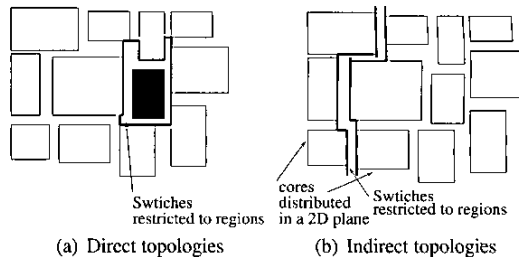 Swtiches
restricted to regions
(a) Direct topologies
cores
distributed
in a 2D plane
Swtiches
restricted to regions
(b) Indirect topologies